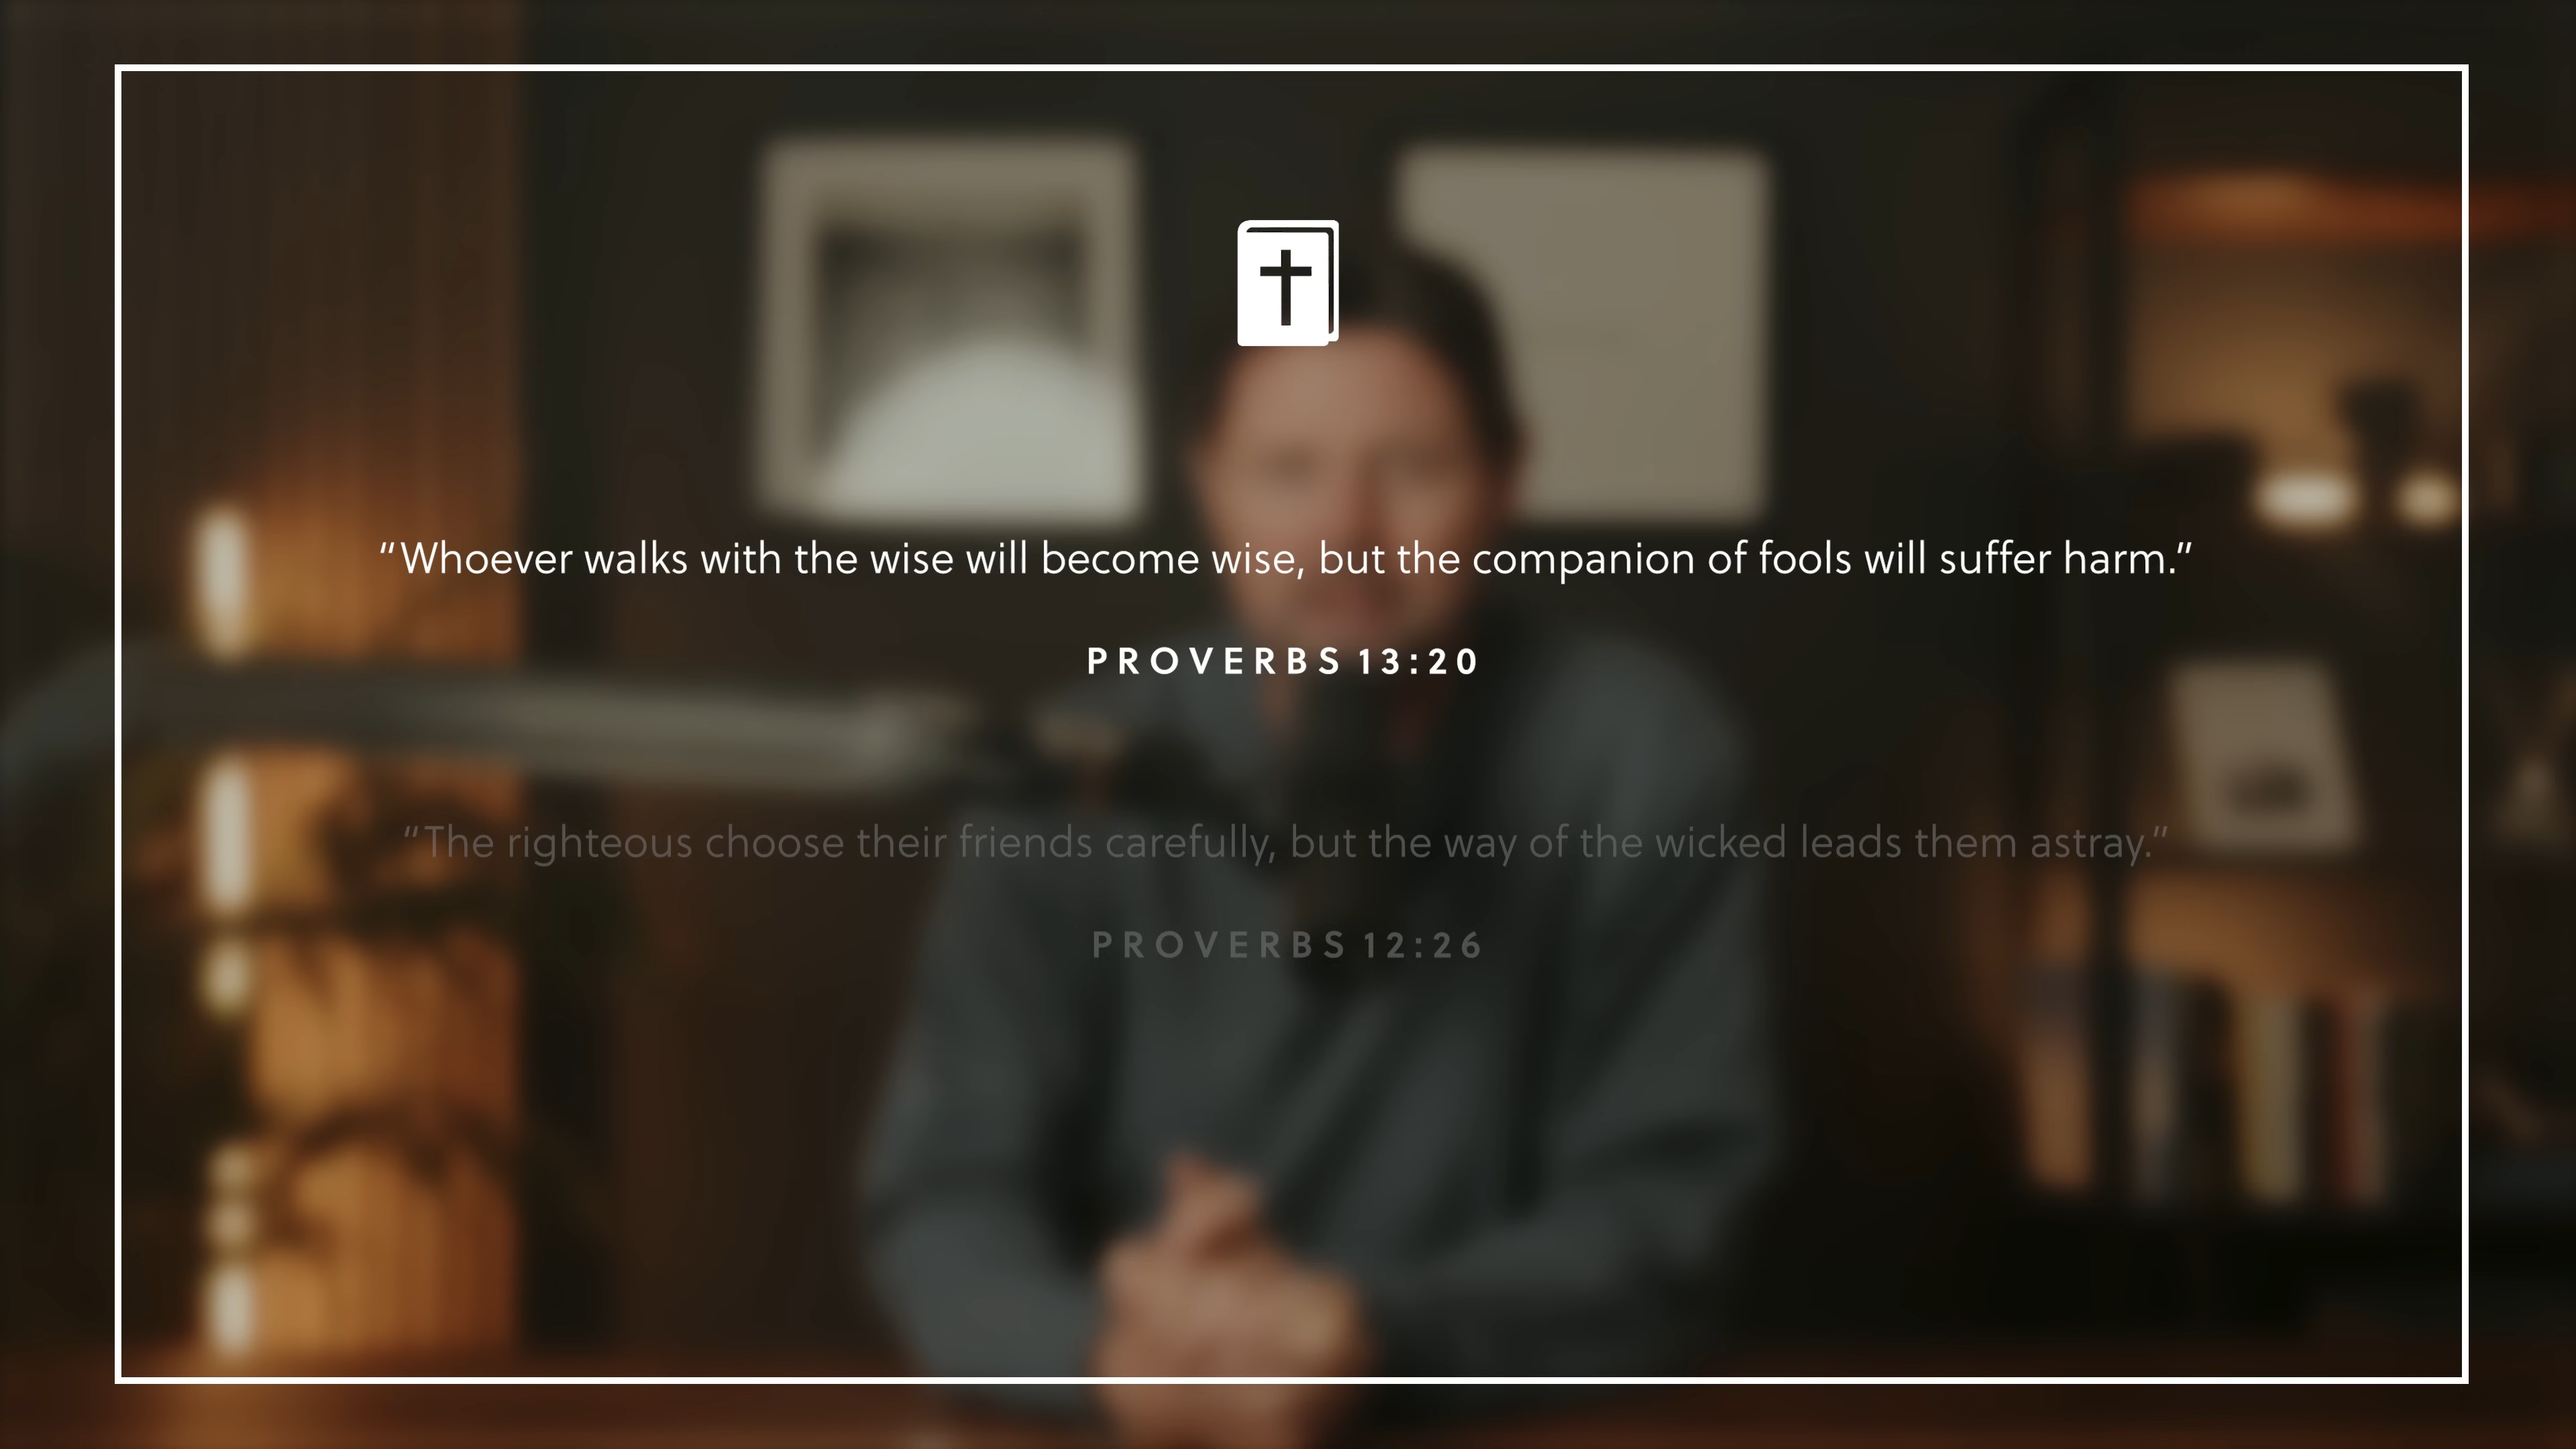 “Whoever walks with the wise will become wise, but the companion of fools will suffer harm.”
PROVERBS 13:20
“The righteous choose their friends carefully, but the way of the wicked leads them astray.”
PROVERBS 12:26